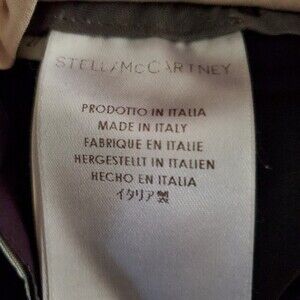 STELLA McCARTNEY
PRODOTTO IN ITALIA
MADE IN ITALY
FABRIQUE EN ITALIE
HERGESTELLT IN ITALIEN
HECHO EN ITALIA
イタリア製